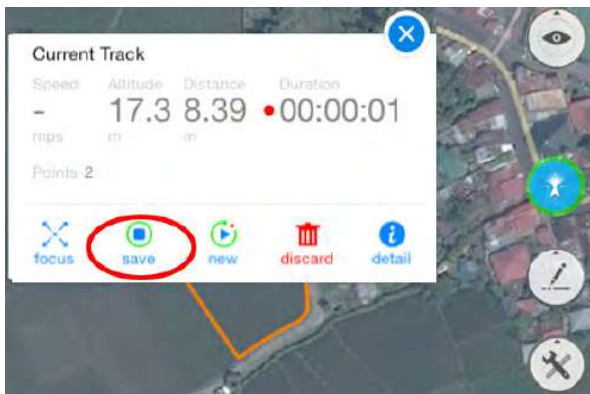 Current Track
Speed Altitude Distance Duration
- 17.3 8.39 00:00:01
mps m m
Points 2
focus save new discard detail